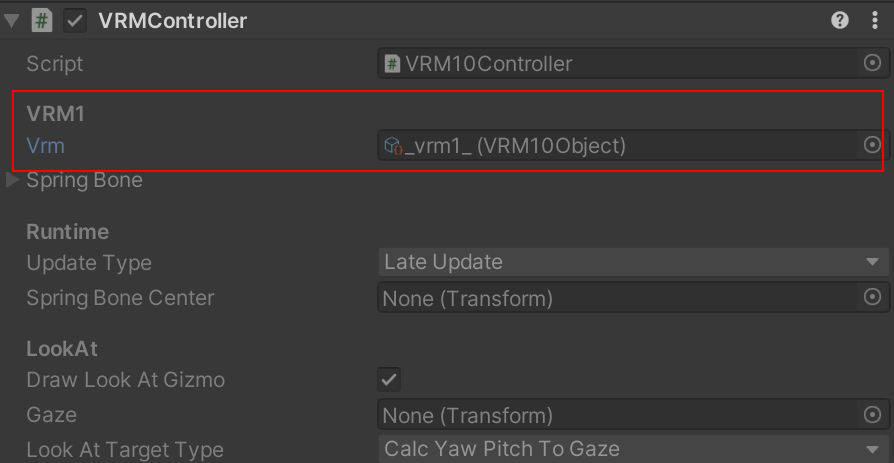 VRMController
Script VRM10Controller
VRM1
Vrm _vrm1_ (VRM10Object)
Spring Bone
Runtime
Update Type Late Update
Spring Bone Center None (Transform)
LookAt
Draw Look At Gizmo
Gaze None (Transform)
Look At Target Type Calc Yaw Pitch To Gaze